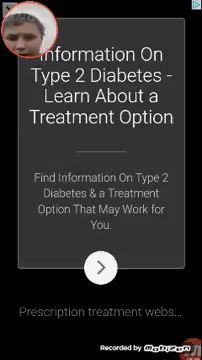 Information On
Type 2 Diabetes -
Learn About a
Treatment Option
Find Information On Type 2
Diabetes & a Treatment
Option That May Work for
You.
Prescription treatment webs...
Recorded by Mobizen